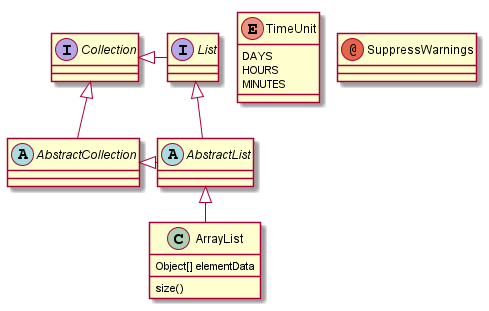 I Collection
I List
E TimeUnit
DAYS
HOURS
MINUTES
@ SuppressWarnings
A AbstractCollection
A AbstractList
C ArrayList
Object[] elementData
size()